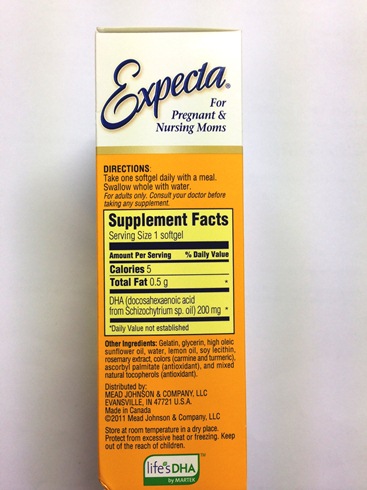 Expecta®
For
Pregnant &
Nursing Moms
DIRECTIONS:
Take one softgel daily with a meal.
Swallow whole with water.
For adults only. Consult your doctor before
taking any supplement.
Supplement Facts
Serving Size 1 softgel
Amount Per Serving % Daily Value
Calories 5
Total Fat 0.5 g *
DHA (docosahexaenoic acid
from Schizochytrium sp. oil) 200 mg *
*Daily Value not established
Other Ingredients: Gelatin, glycerin, high oleic
sunflower oil, water, lemon oil, soy lecithin,
rosemary extract, colors (carmine and turmeric),
ascorbyl palmitate (antioxidant), and mixed
natural tocopherols (antioxidant).
Distributed by:
MEAD JOHNSON & COMPANY, LLC
EVANSVILLE, IN 47721 U.S.A.
Made in Canada
©2011 Mead Johnson & Company, LLC
Store at room temperature in a dry place.
Protect from excessive heat or freezing. Keep
out of the reach of children.
life'sDHA™
by MARTEK